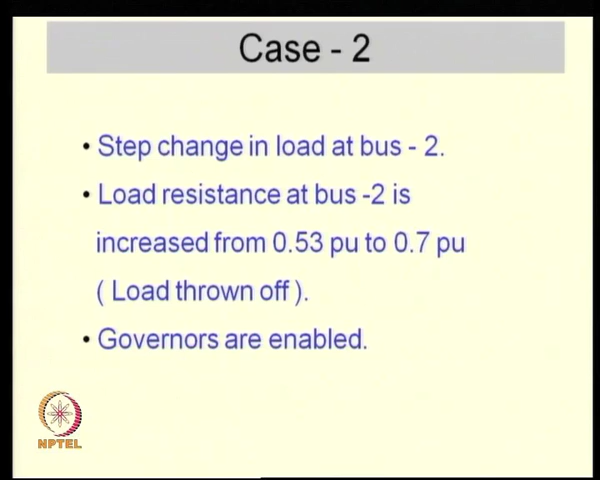 Case - 2
• Step change in load at bus - 2.
• Load resistance at bus -2 is
increased from 0.53 pu to 0.7 pu
( Load thrown off ).
• Governors are enabled.
NPTEL